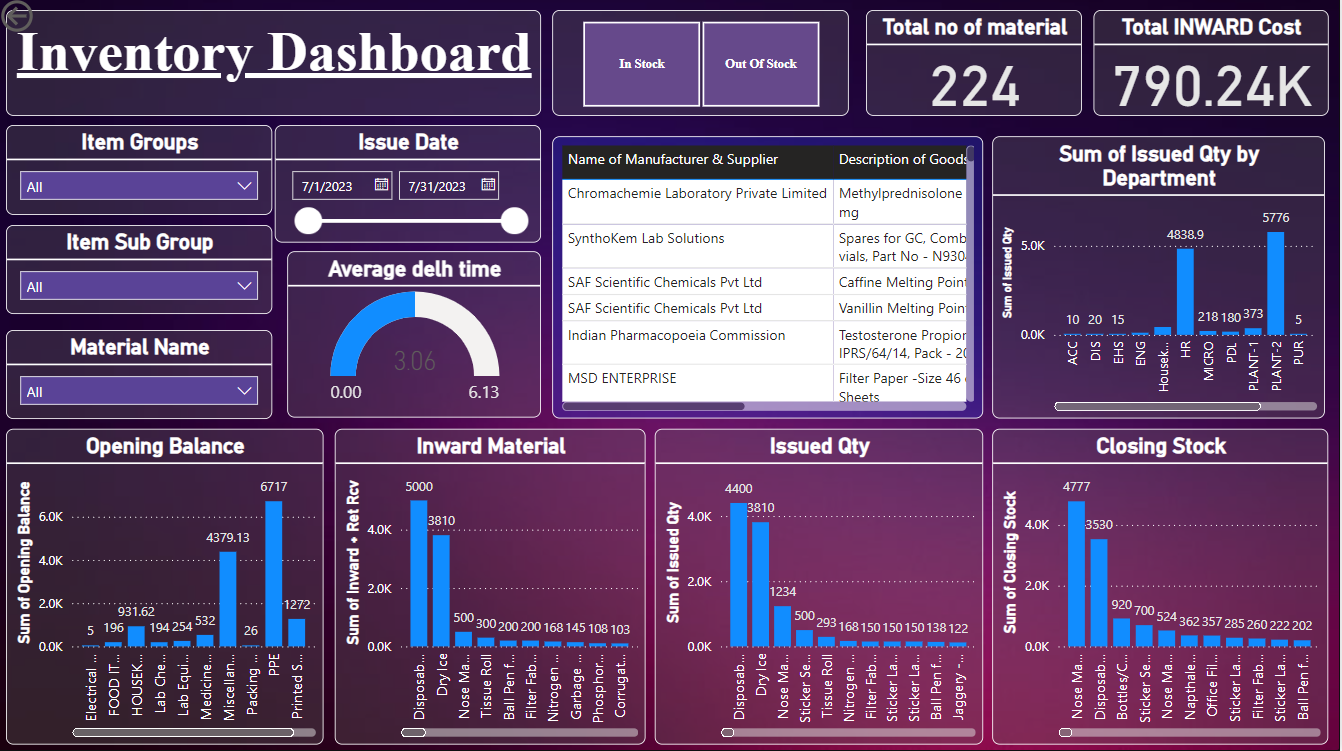 Inventory Dashboard
In Stock
Out Of Stock
Total no of material
224
Total INWARD Cost
790.24K
Item Groups
All
Issue Date
7/1/2023
7/31/2023
Item Sub Group
All
Material Name
All
Average delh time
3.06
0.00
6.13
Name of Manufacturer & Supplier
Description of Goods
Chromachemie Laboratory Private Limited
Methylprednisolone
mg
SynthoKem Lab Solutions
Spares for GC, Comb
vials, Part No - N930
SAF Scientific Chemicals Pvt Ltd
Caffine Melting Point
SAF Scientific Chemicals Pvt Ltd
Vanillin Melting Point
Indian Pharmacopoeia Commission
Testosterone Propion
IPRS/64/14, Pack - 20
MSD ENTERPRISE
Filter Paper -Size 46
Sheets
Sum of Issued Qty by
Department
Sum of Issued Qty
5.0K
0.0K
10
20
15
4838.9
218
180
373
5776
5
ACC
DIS
EHS
ENG
Housek...
HR
MICRO
PDL
PLANT-1
PLANT-2
PUR
Opening Balance
Sum of Opening Balance
6.0K
4.0K
2.0K
0.0K
5
196
931.62
194
254
532
4379.13
26
6717
1272
Electrical ...
FOOD IT...
HOUSEK...
Lab Che...
Lab Equi...
Medicine...
Miscellan...
Packing ...
PPE
Printed S...
Inward Material
Sum of Inward + Ret Rcv
4.0K
2.0K
0.0K
5000
3810
500
300
200
200
168
145
108
103
Disposab...
Dry Ice
Nose Ma...
Tissue Roll
Ball Pen f...
Filter Fab...
Nitrogen ...
Garbage ...
Phosphor...
Corrugat...
Issued Qty
Sum of Issued Qty
4.0K
2.0K
0.0K
4400
3810
1234
500
293
168
150
150
150
138
122
Disposab...
Dry Ice
Nose Ma...
Sticker Se...
Tissue Roll
Nitrogen ...
Filter Fab...
Sticker La...
Sticker La...
Ball Pen f...
Jaggery -...
Closing Stock
Sum of Closing Stock
4.0K
2.0K
0.0K
4777
3530
920
700
524
362
357
285
260
222
202
Nose Ma...
Disposab...
Bottles/C...
Sticker Se...
Nose Ma...
Napthale...
Office Fil...
Sticker La...
Filter Fab...
Sticker La...
Ball Pen f...